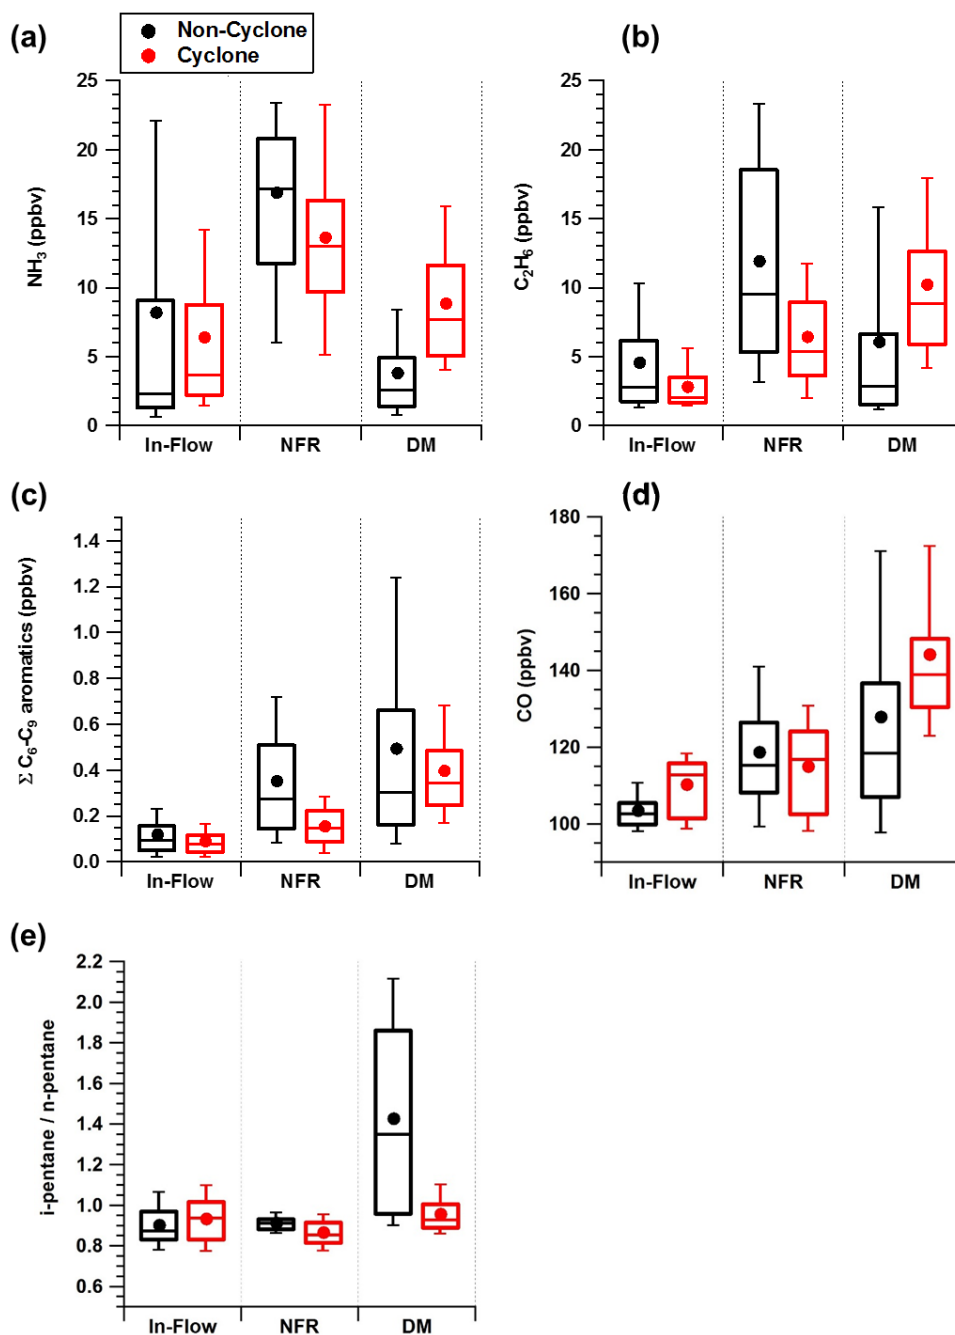 (a)
Non-Cyclone
Cyclone
(b)
25
20
15
10
5
0
NH₃ (ppbv)
In-Flow NFR DM
25
20
15
10
5
0
C₂H₆ (ppbv)
In-Flow NFR DM
(c)
1.4
1.2
1.0
0.8
0.6
0.4
0.2
0.0
Σ C₆-C₉ aromatics (ppbv)
In-Flow NFR DM
(d)
180
160
140
120
100
CO (ppbv)
In-Flow NFR DM
(e)
2.2
2.0
1.8
1.6
1.4
1.2
1.0
0.8
0.6
i-pentane / n-pentane
In-Flow NFR DM